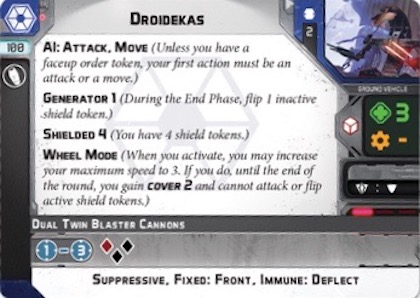 Droidekas
2
100
AI: Attack, Move (Unless you have a
faceup order token, your first action must be an
attack or a move.)
Generator 1 (During the End Phase, flip 1 inactive
shield token.)
Shielded 4 (You have 4 shield tokens.)
Wheel Mode (When you activate, you may increase
your maximum speed to 3. If you do, until the end
of the round, you gain cover 2 and cannot attack or flip
active shield tokens.)
Ground Vehicle
3
-
Dual Twin Blaster Cannons
1-3
Suppressive, Fixed: Front, Immune: Deflect